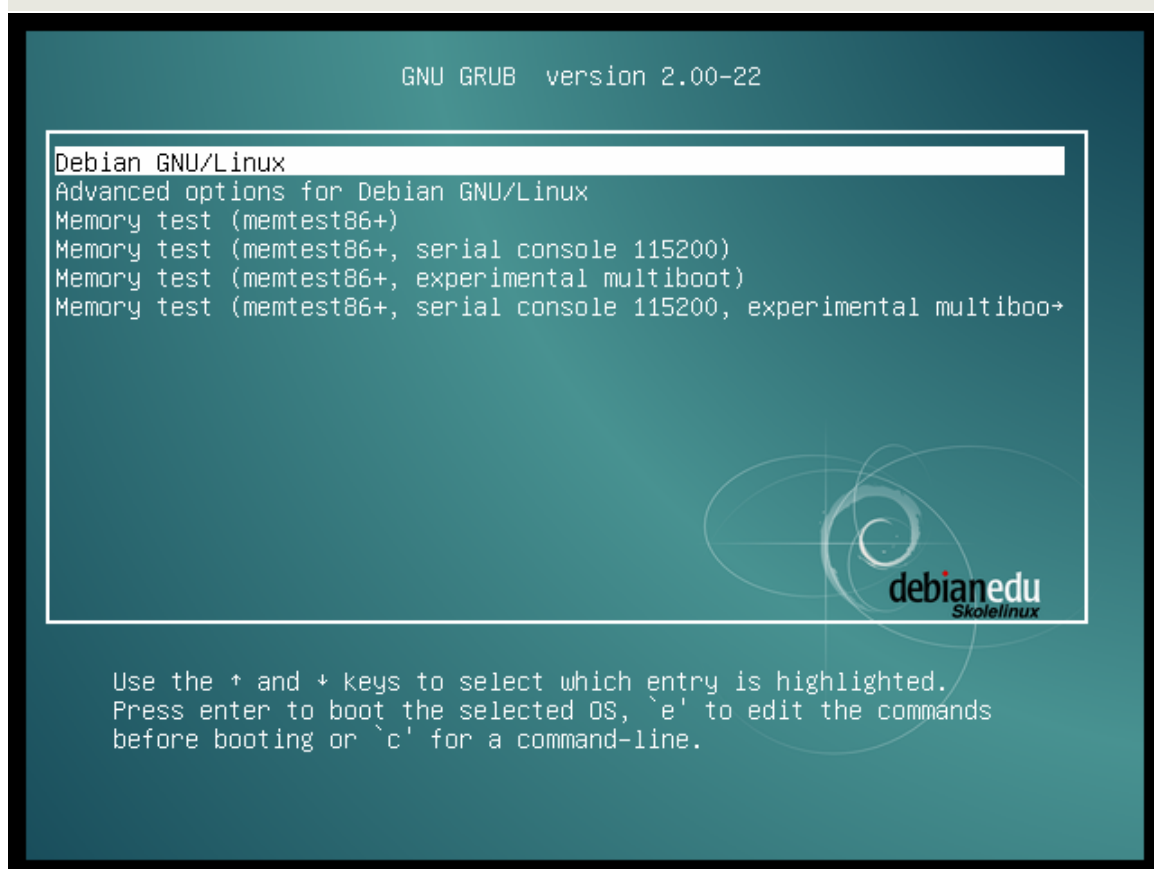 GNU GRUB version 2.00-22
Debian GNU/Linux
Advanced options for Debian GNU/Linux
Memory test (memtest86+)
Memory test (memtest86+, serial console 115200)
Memory test (memtest86+, experimental multiboot)
Memory test (memtest86+, serial console 115200, experimental multiboo→
debianedu
Skolelinux
Use the ↑ and ↓ keys to select which entry is highlighted.
Press enter to boot the selected OS, `e' to edit the commands
before booting or `c' for a command-line.